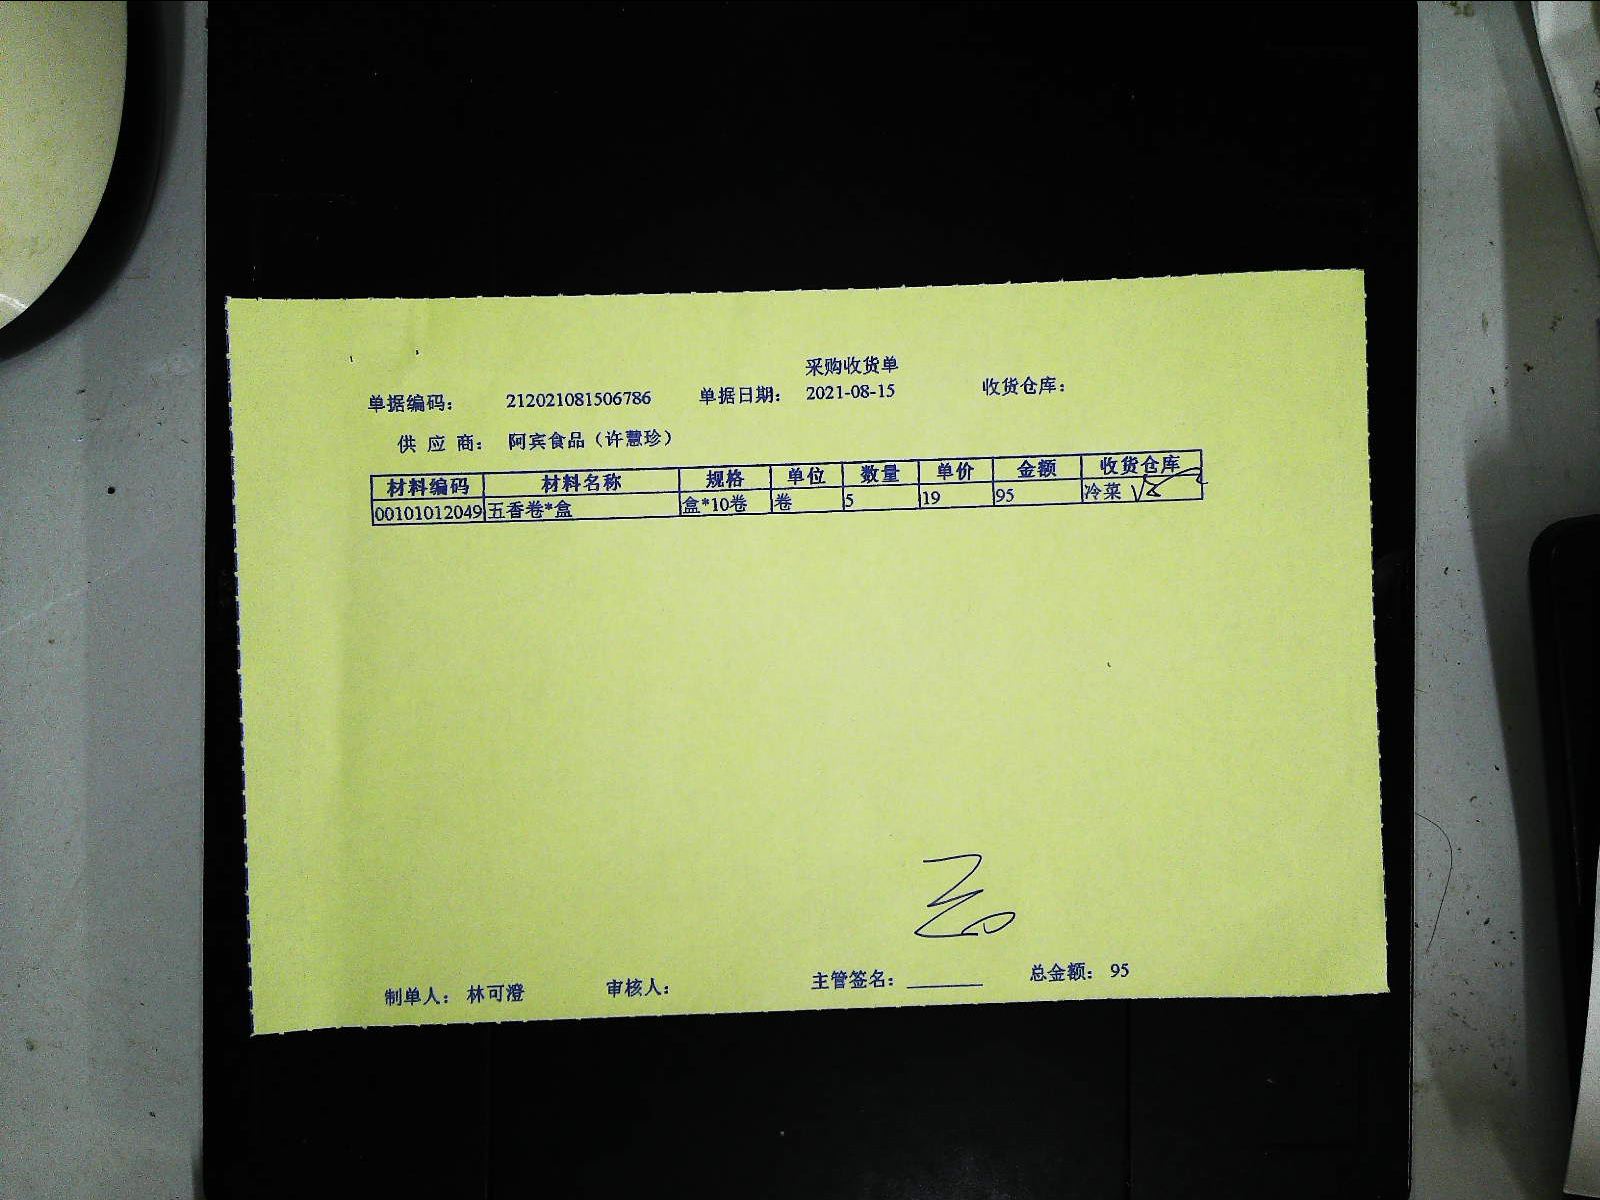 采购收货单
单据编码： 212021081506786 单据日期： 2021-08-15 收货仓库：
供 应 商： 阿宾食品（许慧珍）
材料编码 材料名称 规格 单位 数量 单价 金额 收货仓库
00101012049 五香卷*盒 盒*10卷 卷 5 19 95 冷菜
制单人： 林可澄 审核人： 主管签名： 总金额： 95